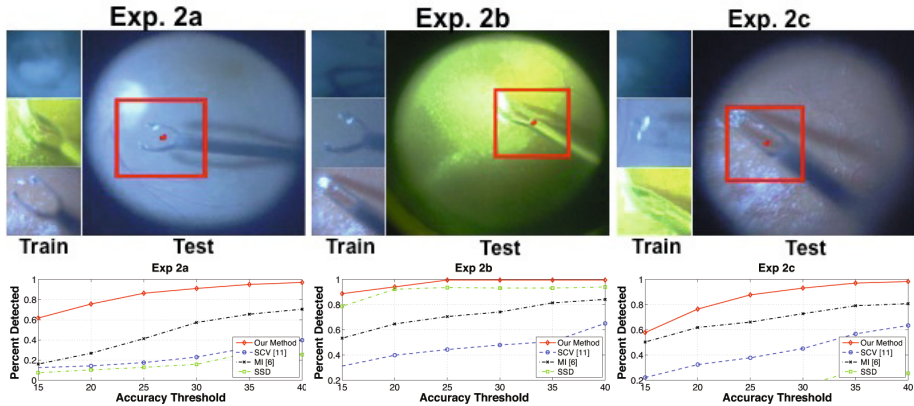 Exp. 2a
Exp. 2b
Exp. 2c
Train
Test
Train
Test
Train
Test
Exp 2a
Percent Detected
1
0.8
0.6
0.4
0.2
0
15
20
25
30
35
40
Accuracy Threshold
Our Method
SCV [11]
MI [6]
SSD
Exp 2b
Percent Detected
1
0.8
0.6
0.4
0.2
15
20
25
30
35
40
Accuracy Threshold
Our Method
SCV [11]
MI [6]
SSD
Exp 2c
Percent Detected
1
0.8
0.6
0.4
0.2
15
20
25
30
35
40
Accuracy Threshold
Our Method
SCV [11]
MI [6]
SSD